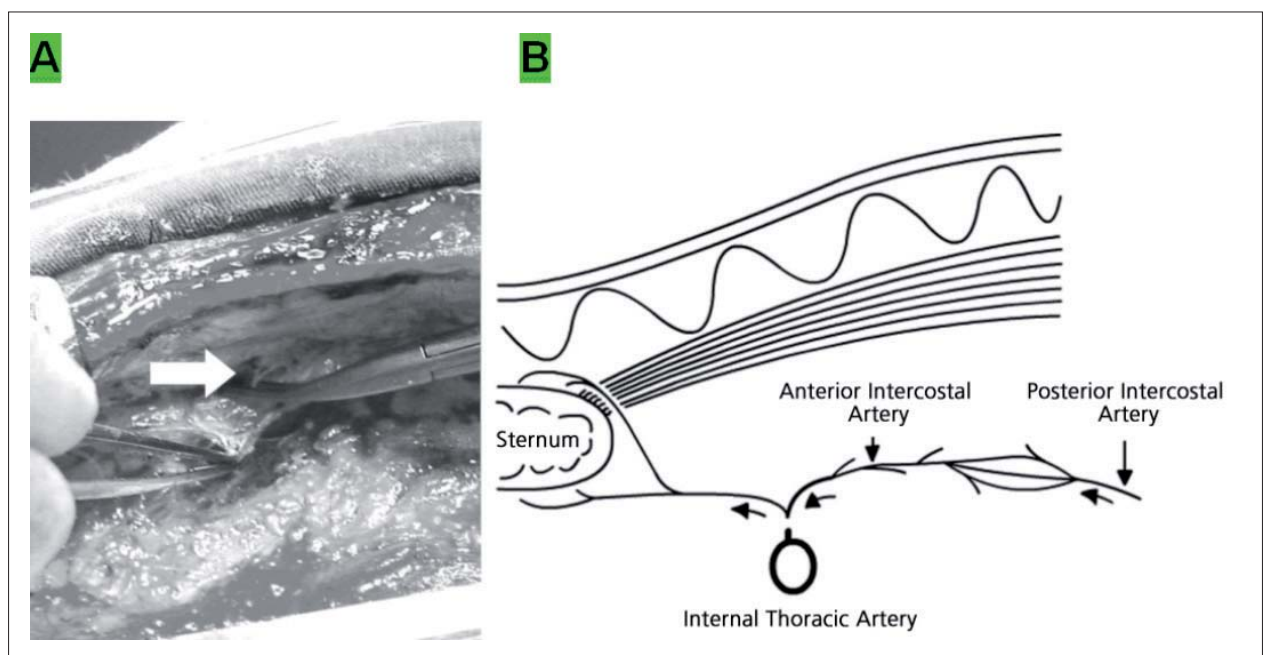 A
B
Anterior Intercostal
Artery
Posterior Intercostal
Artery
Sternum
Internal Thoracic Artery